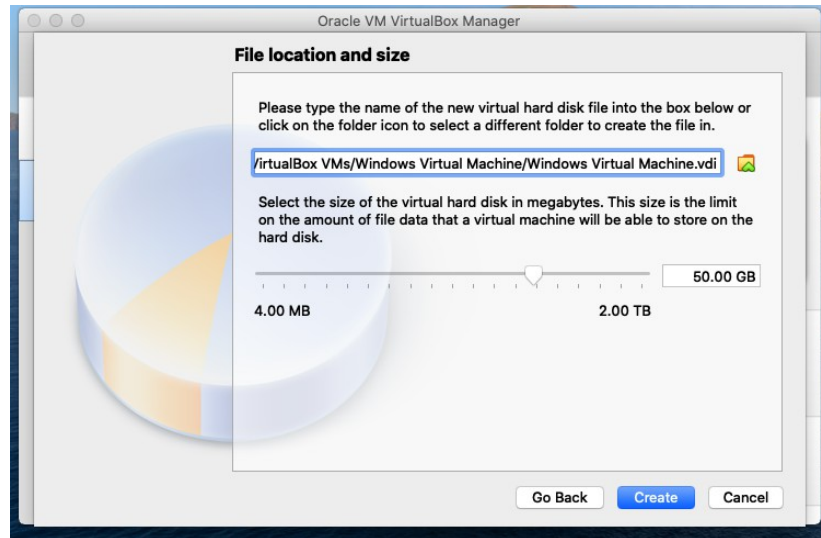 Oracle VM VirtualBox Manager
File location and size
Please type the name of the new virtual hard disk file into the box below or
click on the folder icon to select a different folder to create the file in.
/irtualBox VMs/Windows Virtual Machine/Windows Virtual Machine.vdi
Select the size of the virtual hard disk in megabytes. This size is the limit
on the amount of file data that a virtual machine will be able to store on the
hard disk.
50.00 GB
4.00 MB 2.00 TB
Go Back Create Cancel